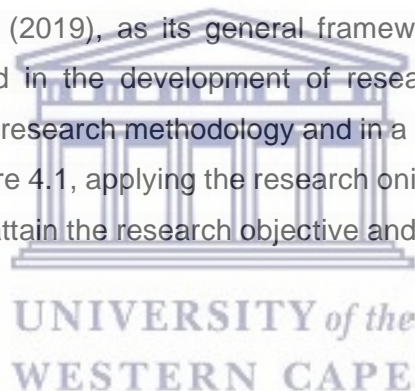 (2019), as its general framew
d in the development of resea
research methodology and in a
re 4.1, applying the research oni
attain the research objective and
UNIVERSITY of the
WESTERN CAPE